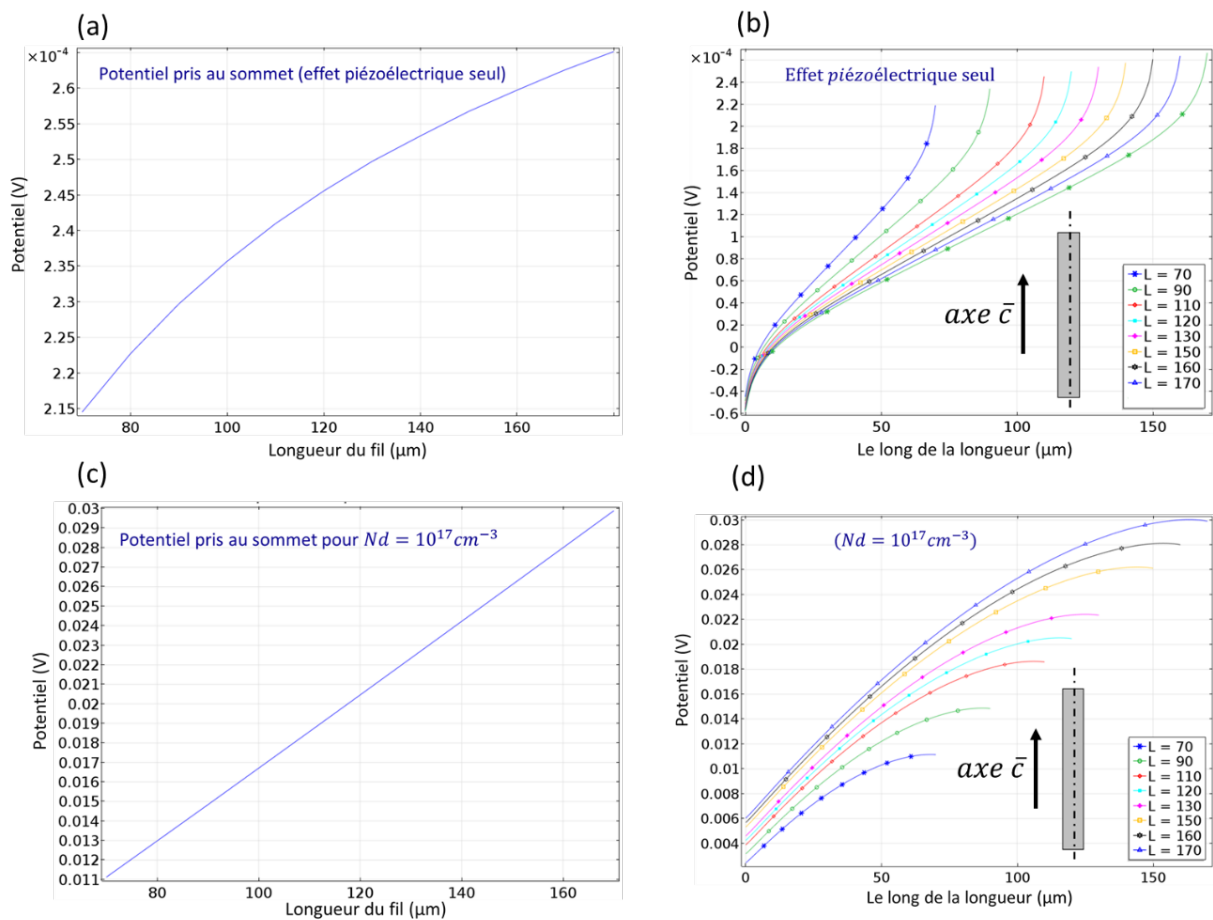 (a)
×10⁻⁴
Potentiel pris au sommet (effet piézoélectrique seul)
2.6
2.55
2.5
2.45
2.4
2.35
2.3
2.25
2.2
2.15
Potentiel (V)
80
100
120
140
160
Longueur du fil (µm)
(b)
×10⁻⁴
Effet piézoélectrique seul
2.4
2.6
1.8
1.6
1.4
1.2
1
0.8
0.6
0.4
0.2
0
-0.2
-0.4
-0.6
Potentiel (V)
axe c̄
L = 70
L = 90
L = 110
L = 120
L = 130
L = 150
L = 160
L = 170
0
50
100
150
Le long de la longueur (µm)
(c)
Potentiel pris au sommet pour Nd = 10¹⁷cm⁻³
0.03
0.029
0.028
0.027
0.026
0.025
0.024
0.023
0.022
0.021
0.02
0.019
0.018
0.017
0.016
0.015
0.014
0.013
0.012
0.011
Potentiel (V)
80
100
120
140
160
Longueur du fil (µm)
(d)
(Nd = 10¹⁷cm⁻³)
0.03
0.028
0.026
0.024
0.022
0.02
0.018
0.016
0.014
0.012
0.01
0.008
0.006
0.004
Potentiel (V)
axe c̄
L = 70
L = 90
L = 110
L = 120
L = 130
L = 150
L = 160
L = 170
0
50
100
150
Le long de la longueur (µm)